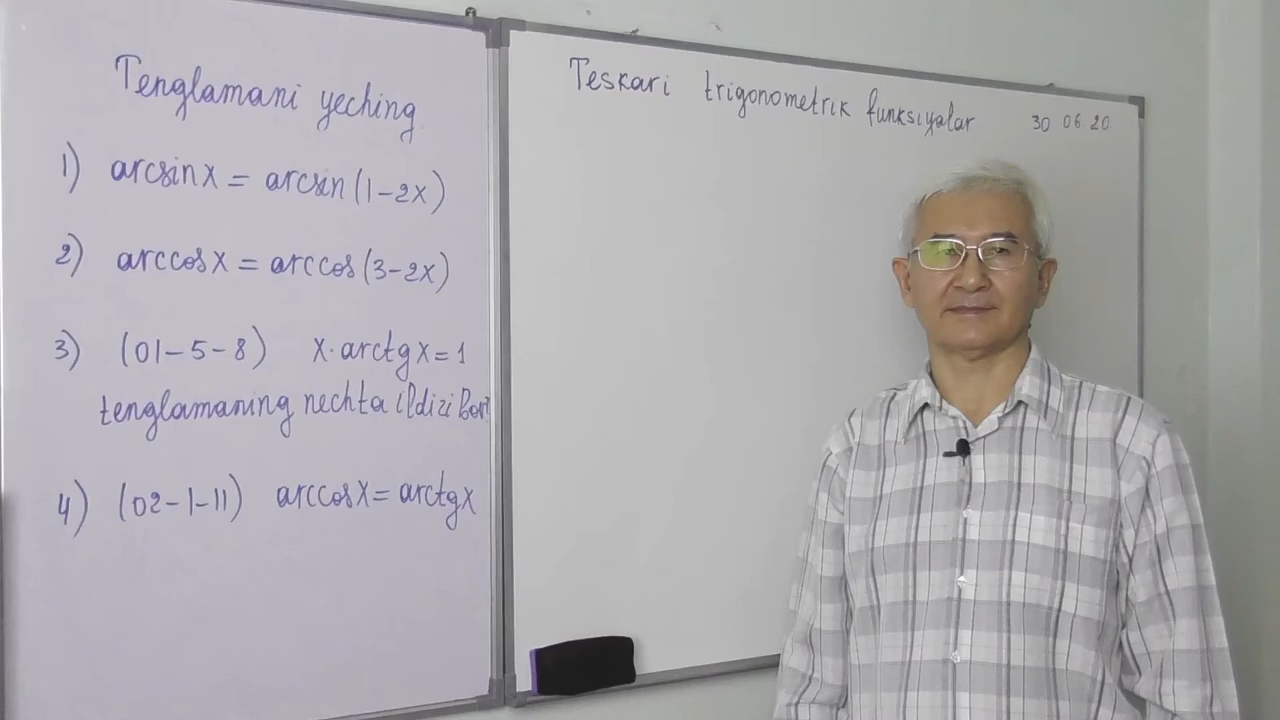 Tenglamani yeching
1) arcsinx = arcsin(1-2x)
2) arccosx = arccos(3-2x)
3) (01-5-8) x·arctgx=1
tenglamaning nechta ildizi bor?
4) (02-1-11) arccosx = arctgx
Teskari trigonometrik funksiyalar 30 06 20.